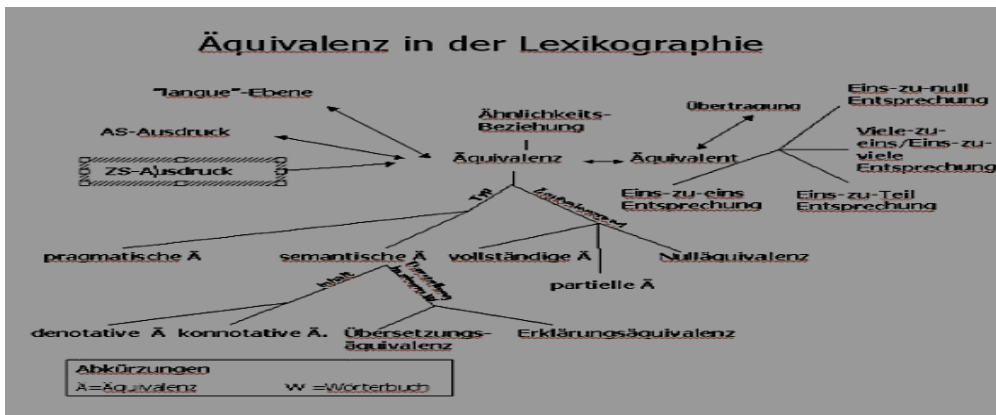 Äquivalenz in der Lexikographie
"langue"-Ebene
AS-Ausdruck
ZS-Ausdruck
Ähnlichkeits-
Beziehung
Äquivalenz
Äquivalent
Übertragung
Eins-zu-null
Entsprechung
Viele-zu-
eins/Eins-zu-
viele
Entsprechung
Eins-zu-Teil
Entsprechung
Eins-zu-eins
Entsprechung
Typ
pragmatische Ä
semantische Ä
vollständige Ä
partielle Ä
Nulläquivalenz
Inhalt
denotative Ä
konnotative Ä.
Übersetzungs-
äquivalenz
Erklärungsäquivalenz
Abkürzungen
Ä=Äquivalenz
W =Wörterbuch